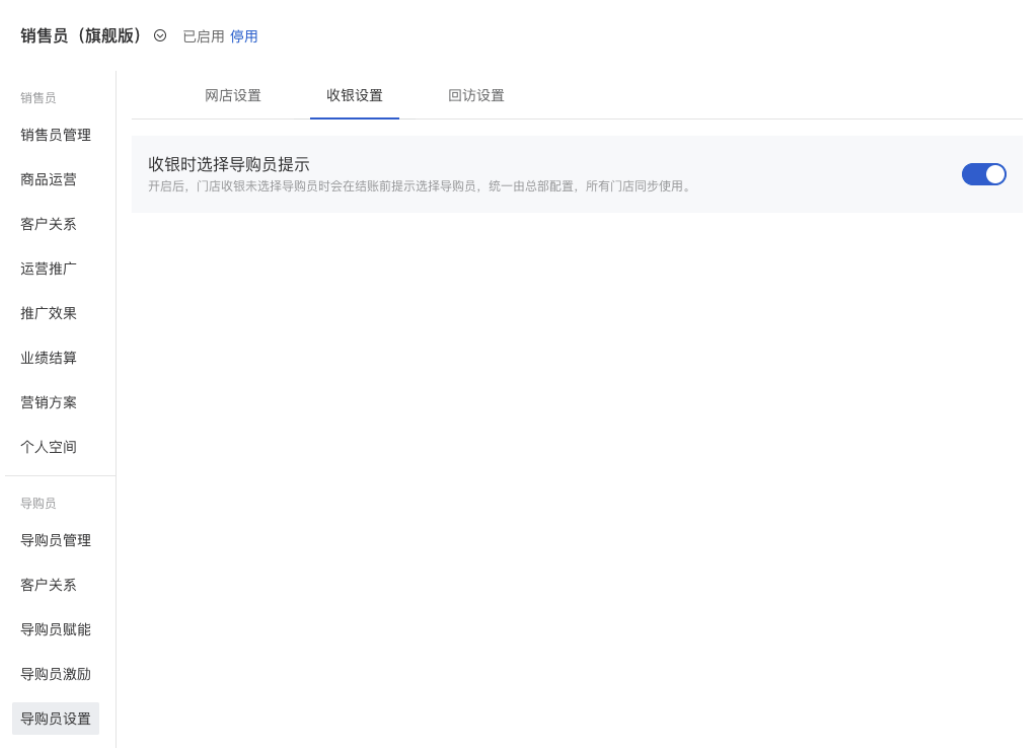 销售员（旗舰版） 已启用 停用
销售员
销售员管理
商品运营
客户关系
运营推广
推广效果
业绩结算
营销方案
个人空间
导购员
导购员管理
客户关系
导购员赋能
导购员激励
导购员设置
网店设置 收银设置 回访设置
收银时选择导购员提示
开启后，门店收银未选择导购员时会在结账前提示选择导购员，统一由总部配置，所有门店同步使用。